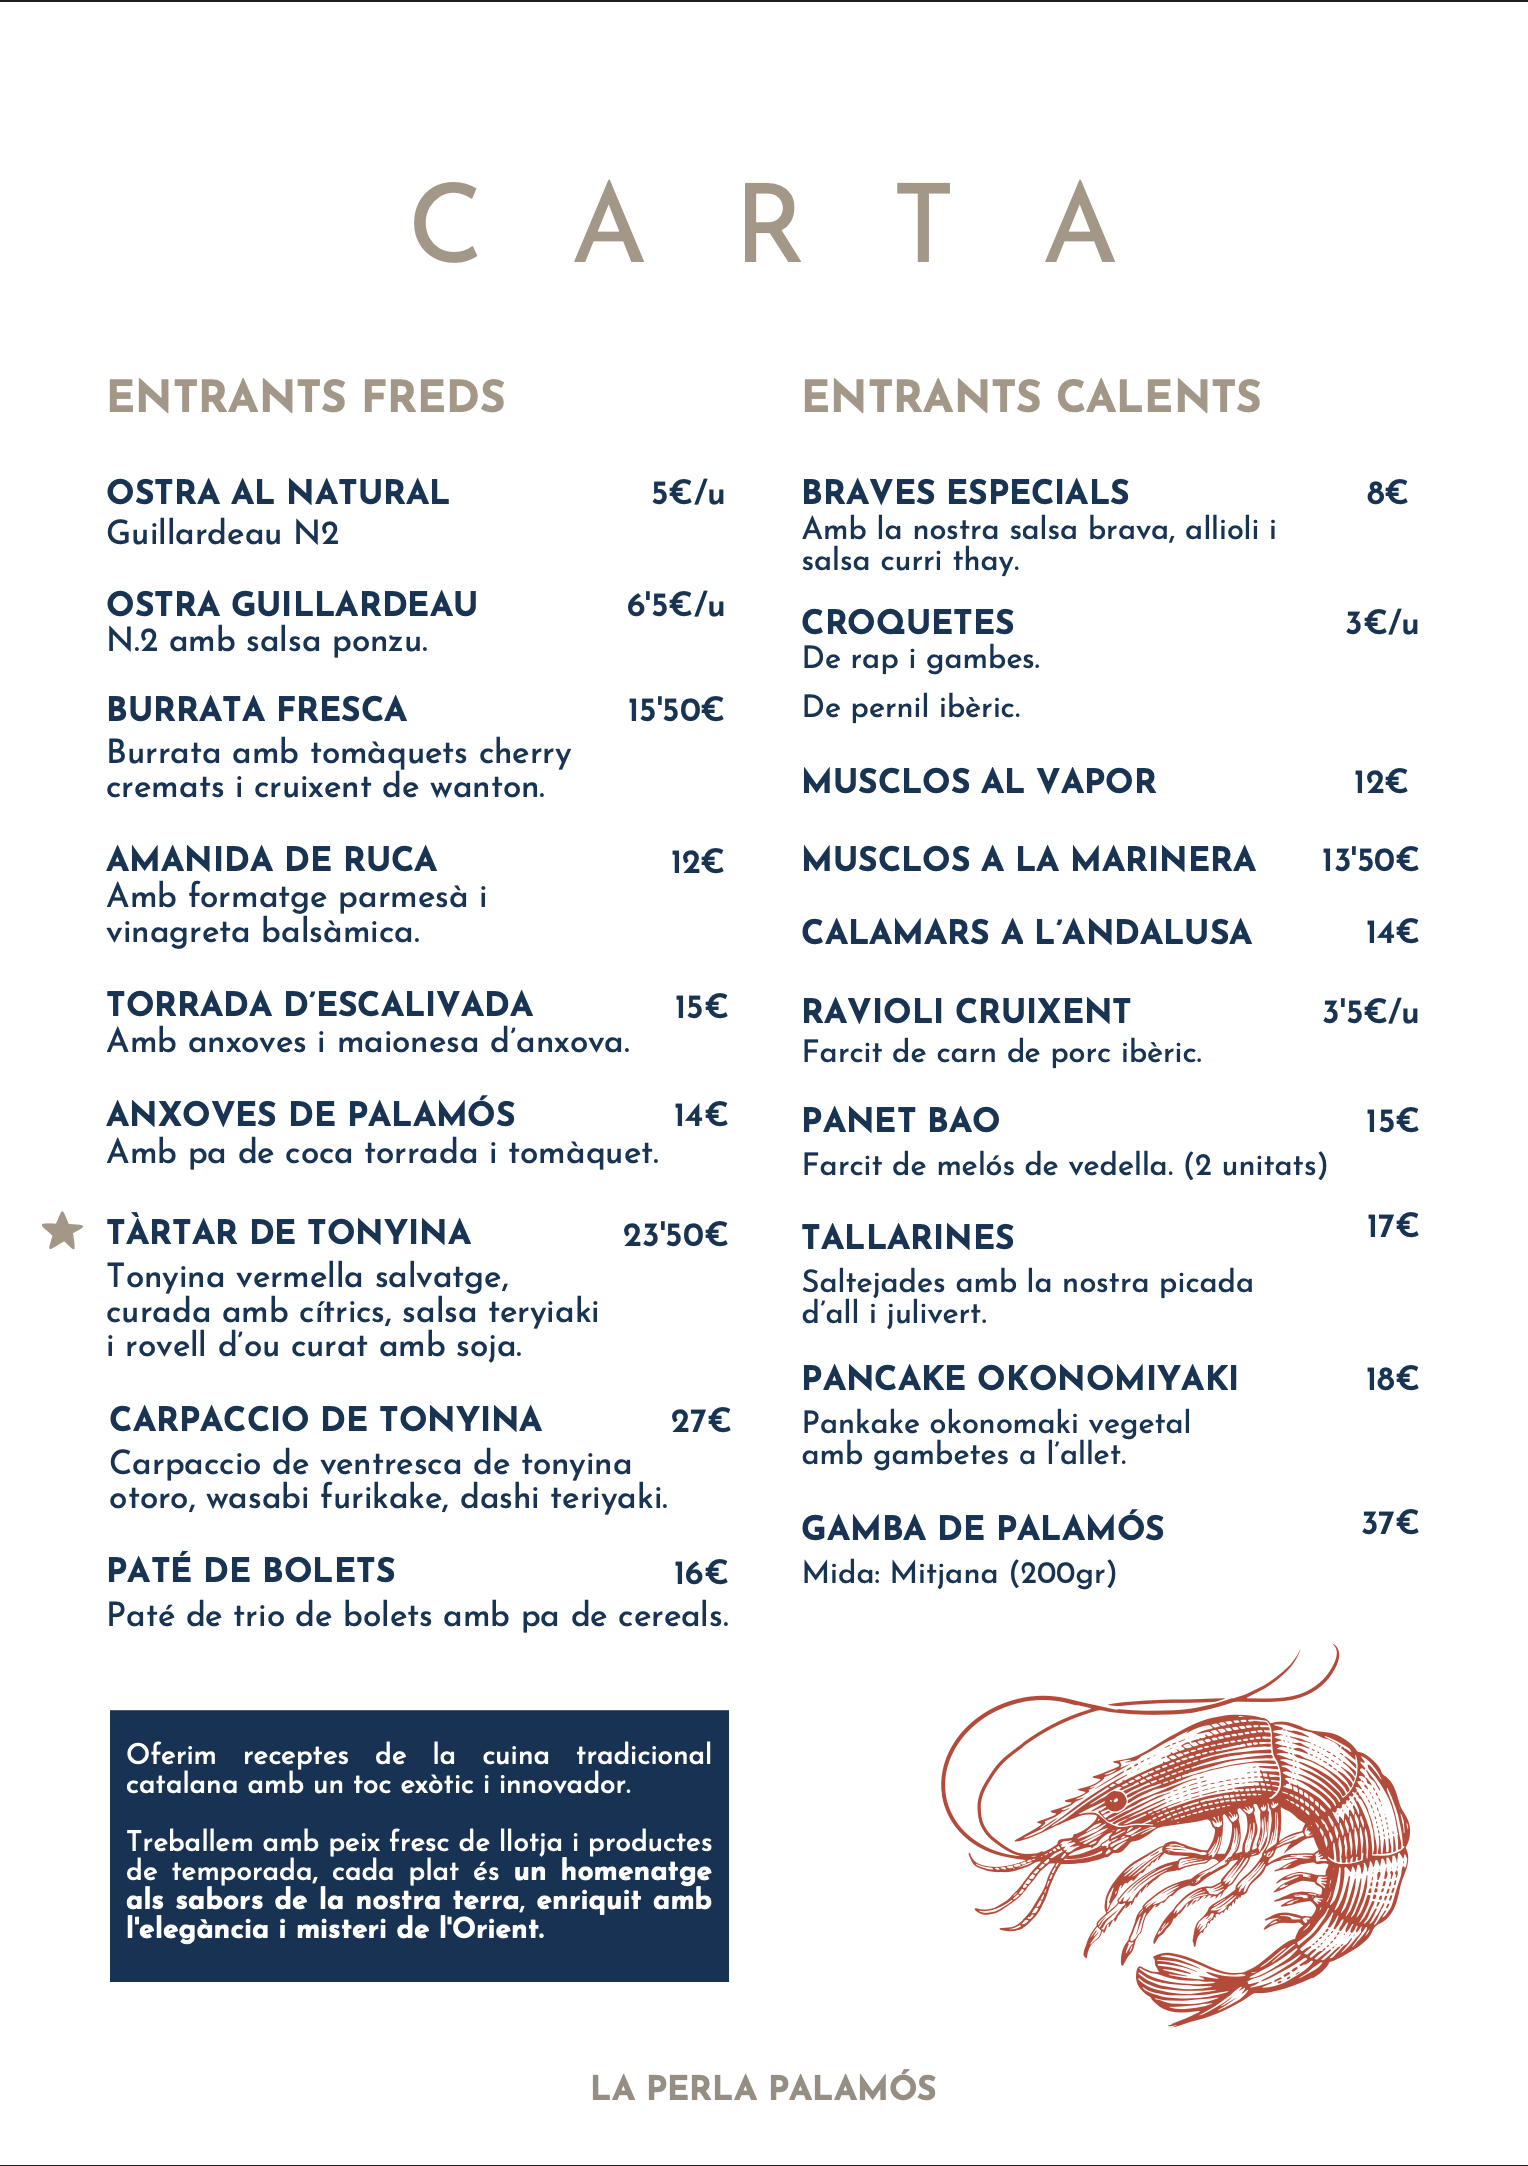 CARTA
ENTRANTS FREDS
OSTRA AL NATURAL 5€/u
Guillardeau N2
OSTRA GUILLARDEAU 6'5€/u
N.2 amb salsa ponzu.
BURRATA FRESCA 15'50€
Burrata amb tomàquets cherry
cremats i cruixent de wanton.
AMANIDA DE RUCA 12€
Amb formatge parmesà i
vinagreta balsàmica.
TORRADA D’ESCALIVADA 15€
Amb anxoves i maionesa d’anxova.
ANXOVES DE PALAMÓS 14€
Amb pa de coca torrada i tomàquet.
TÀRTAR DE TONYINA 23'50€
Tonyina vermella salvatge,
curada amb cítrics, salsa teryiaki
i rovell d’ou curat amb soja.
CARPACCIO DE TONYINA 27€
Carpaccio de ventresca de tonyina
otoro, wasabi furikake, dashi teriyaki.
PATÉ DE BOLETS 16€
Paté de trio de bolets amb pa de cereals.
Oferim receptes de la cuina tradicional
catalana amb un toc exòtic i innovador.
Treballem amb peix fresc de llotja i productes
de temporada, cada plat és un homenatge
als sabors de la nostra terra, enriquit amb
l'elegància i misteri de l'Orient.
ENTRANTS CALENTS
BRAVES ESPECIALS 8€
Amb la nostra salsa brava, allioli i
salsa curri thay.
CROQUETES 3€/u
De rap i gambes.
De pernil ibèric.
MUSCLOS AL VAPOR 12€
MUSCLOS A LA MARINERA 13'50€
CALAMARS A L’ANDALUSA 14€
RAVIOLI CRUIXENT 3'5€/u
Farcit de carn de porc ibèric.
PANET BAO 15€
Farcit de melós de vedella. (2 unitats)
TALLARINES 17€
Saltejades amb la nostra picada
d’all i julivert.
PANCAKE OKONOMIYAKI 18€
Pankake okonomaki vegetal
amb gambetes a l’allet.
GAMBA DE PALAMÓS 37€
Mida: Mitjana (200gr)
LA PERLA PALAMÓS